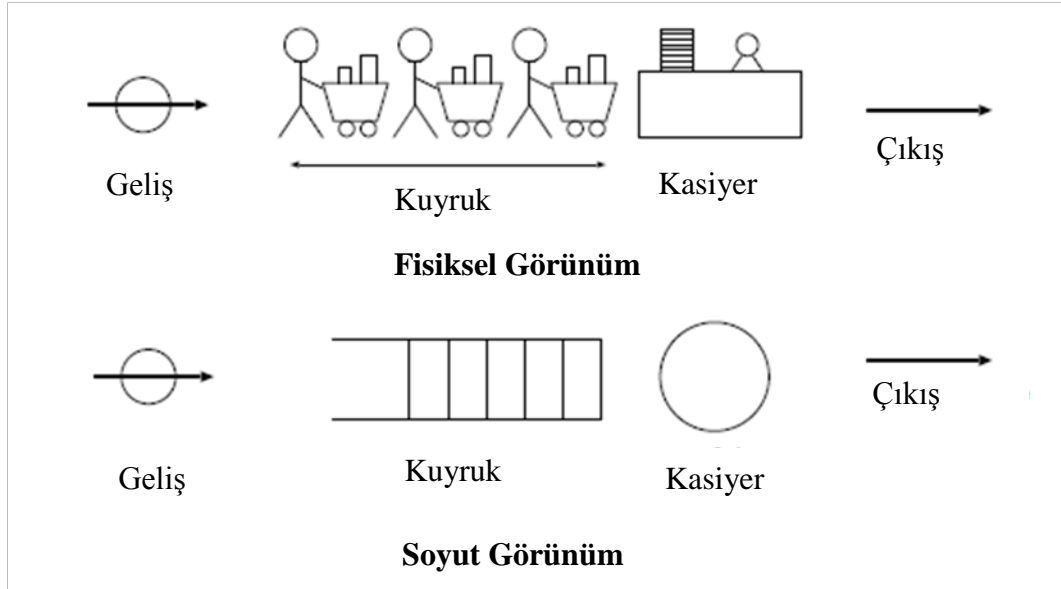 Geliş
Kuyruk
Kasiyer
Çıkış
Fisiksel Görünüm
Geliş
Kuyruk
Kasiyer
Çıkış
Soyut Görünüm